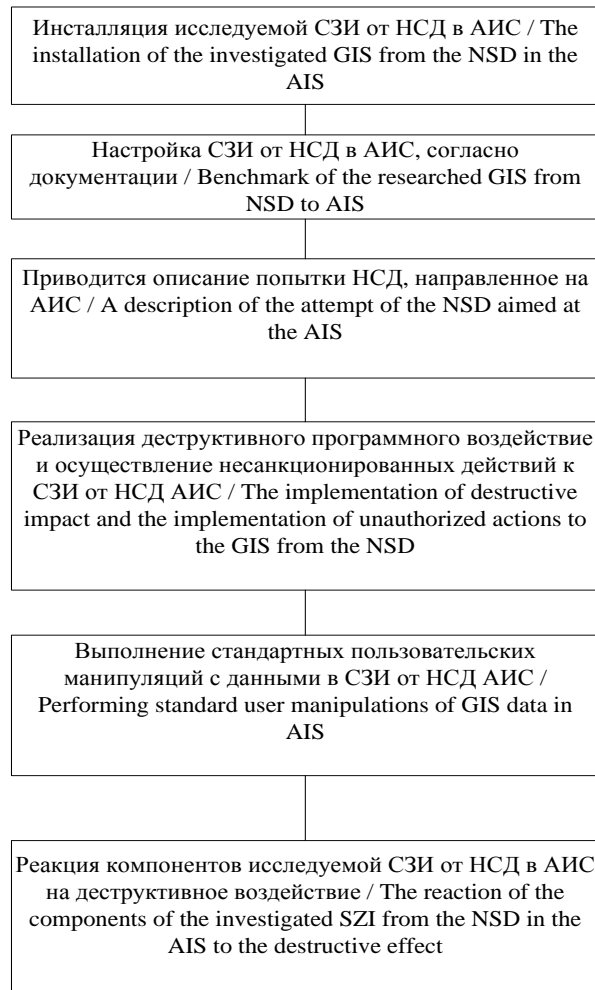 Инсталляция исследуемой СЗИ от НСД в АИС / The
installation of the investigated GIS from the NSD in the
AIS
Настройка СЗИ от НСД в АИС, согласно
документации / Benchmark of the researched GIS from
NSD to AIS
Приводится описание попытки НСД, направленное на
АИС / A description of the attempt of the NSD aimed at
the AIS
Реализация деструктивного программного воздействие
и осуществление несанкционированных действий к
СЗИ от НСД АИС / The implementation of destructive
impact and the implementation of unauthorized actions to
the GIS from the NSD
Выполнение стандартных пользовательских
манипуляций с данными в СЗИ от НСД АИС /
Performing standard user manipulations of GIS data in
AIS
Реакция компонентов исследуемой СЗИ от НСД в АИС
на деструктивное воздействие / The reaction of the
components of the investigated SZI from the NSD in the
AIS to the destructive effect